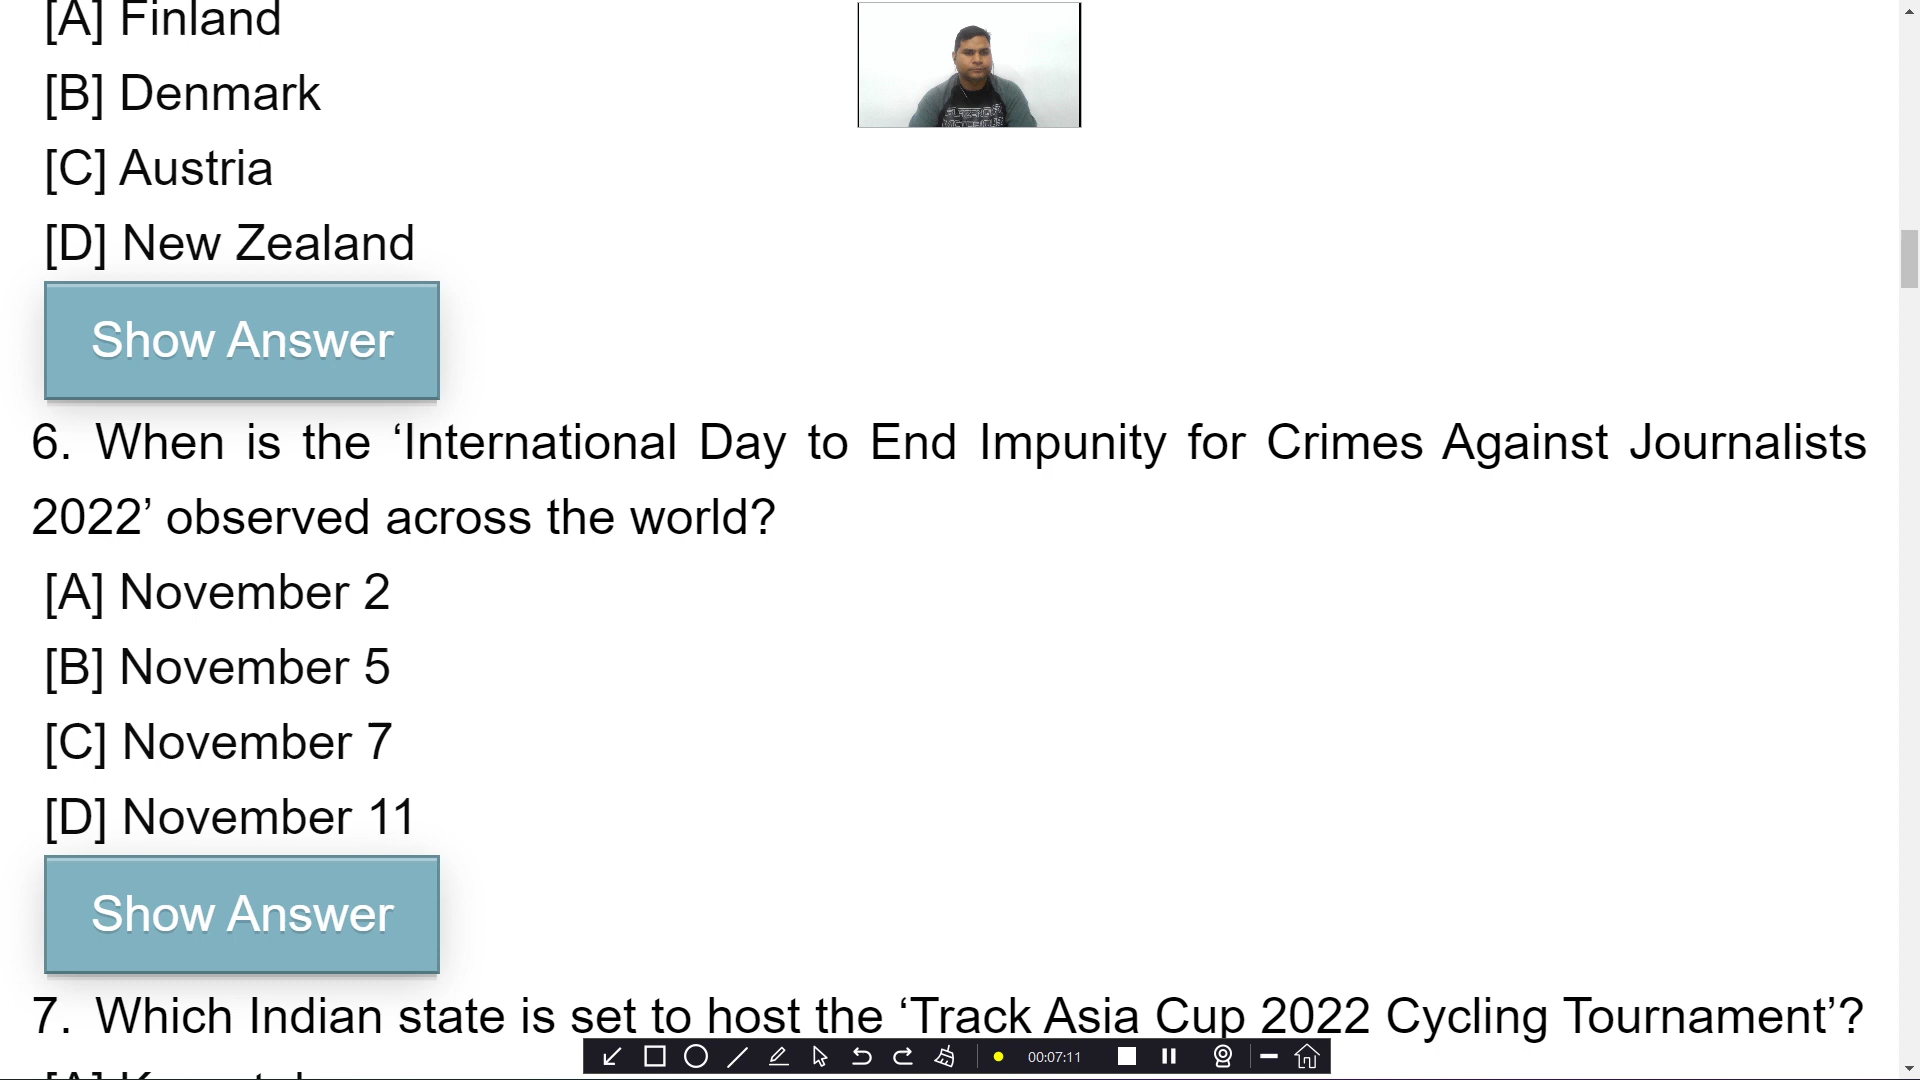 [A] Finland
[B] Denmark
[C] Austria
[D] New Zealand
Show Answer
6. When is the ‘International Day to End Impunity for Crimes Against Journalists
2022’ observed across the world?
[A] November 2
[B] November 5
[C] November 7
[D] November 11
Show Answer
7. Which Indian state is set to host the ‘Track Asia Cup 2022 Cycling Tournament’?
00:07:11